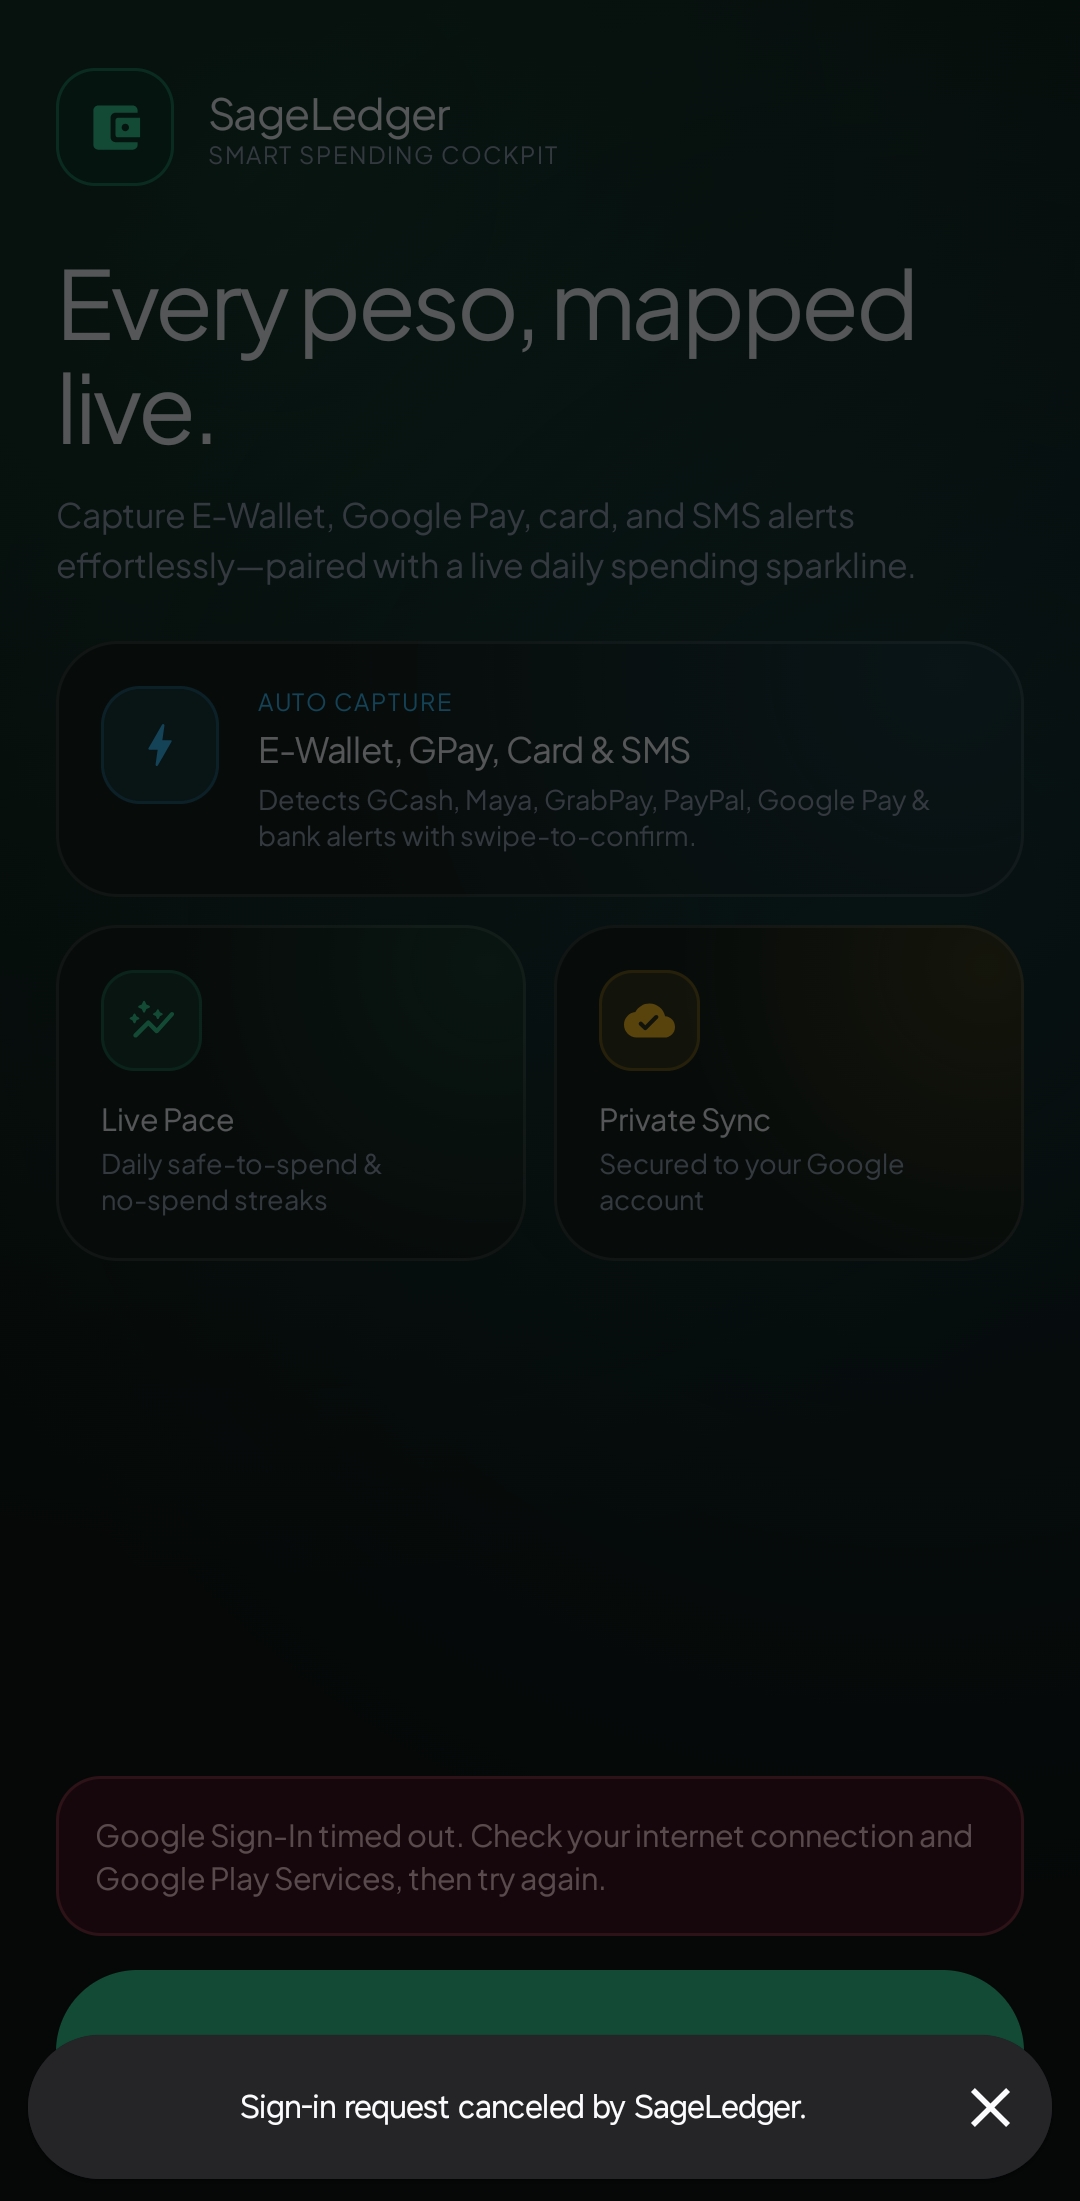 SageLedger
SMART SPENDING COCKPIT
Every peso, mapped
live.
Capture E-Wallet, Google Pay, card, and SMS alerts
effortlessly—paired with a live daily spending sparkline.
AUTO CAPTURE
E-Wallet, GPay, Card & SMS
Detects GCash, Maya, GrabPay, PayPal, Google Pay &
bank alerts with swipe-to-confirm.
Live Pace
Daily safe-to-spend &
no-spend streaks
Private Sync
Secured to your Google
account
Google Sign-In timed out. Check your internet connection and
Google Play Services, then try again.
Sign-in request canceled by SageLedger.